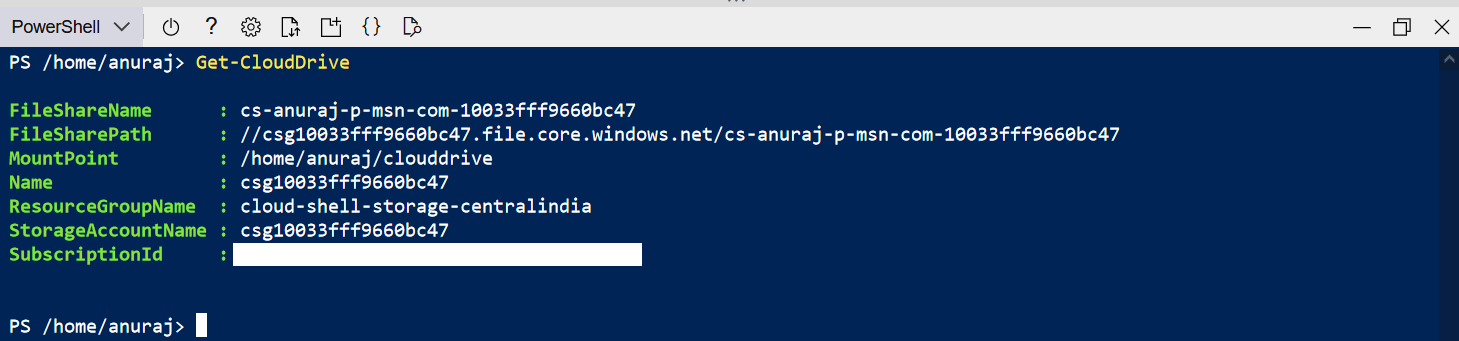 PowerShell
PS /home/anuraj> Get-CloudDrive
FileShareName : cs-anuraj-p-msn-com-10033fff9660bc47
FileSharePath : //csg10033fff9660bc47.file.core.windows.net/cs-anuraj-p-msn-com-10033fff9660bc47
MountPoint : /home/anuraj/clouddrive
Name : csg10033fff9660bc47
ResourceGroupName : cloud-shell-storage-centralindia
StorageAccountName : csg10033fff9660bc47
SubscriptionId :
PS /home/anuraj>